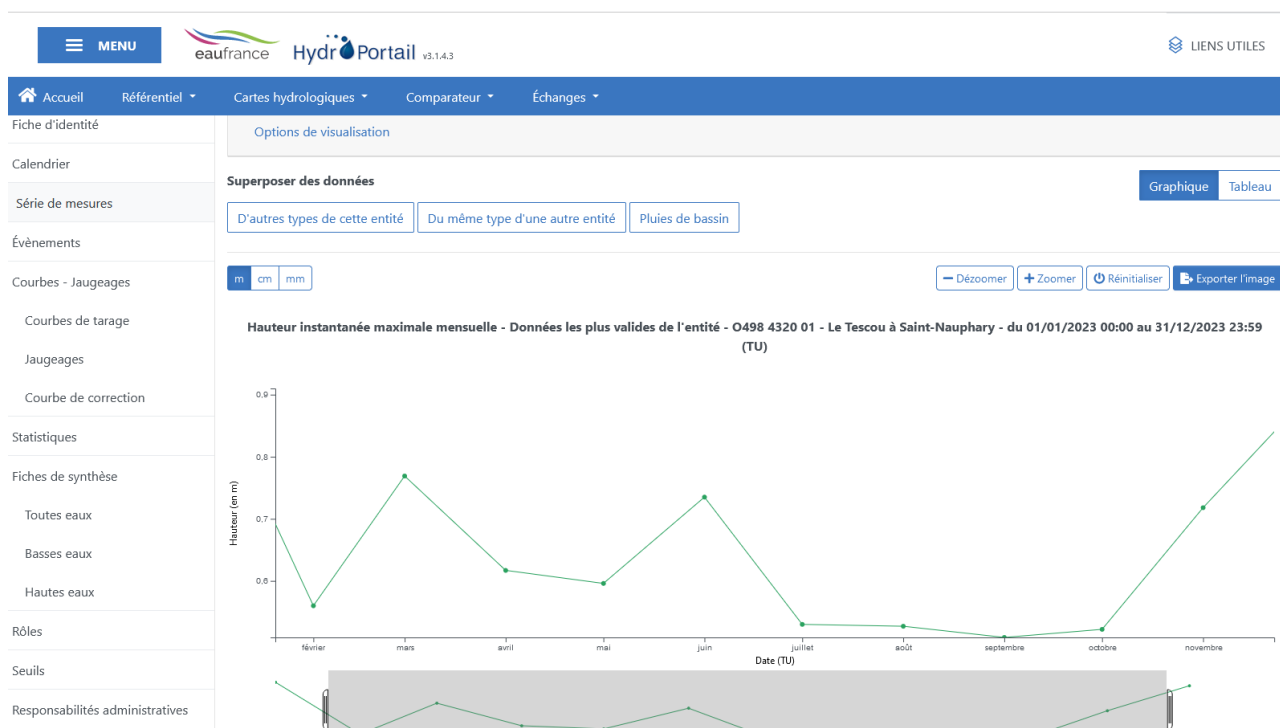 MENU
eaufrance
HydroPortail v3.1.4.3
LIENS UTILES
Accueil Référentiel Cartes hydrologiques Comparateur Échanges
Fiche d'identité
Calendrier
Série de mesures
Évènements
Courbes - Jaugeages
Courbes de tarage
Jaugeages
Courbe de correction
Statistiques
Fiches de synthèse
Toutes eaux
Basses eaux
Hautes eaux
Rôles
Seuils
Responsabilités administratives
Options de visualisation
Superposer des données
Graphique Tableau
D'autres types de cette entité Du même type d'une autre entité Pluies de bassin
m cm mm
Dézoomer Zoomer Réinitialiser Exporter l'image
Hauteur instantanée maximale mensuelle - Données les plus valides de l'entité - O498 4320 01 - Le Tescou à Saint-Nauphary - du 01/01/2023 00:00 au 31/12/2023 23:59
(TU)
Hauteur (en m)
0,9
0,8
0,7
0,6
février mars avril mai juin juillet août septembre octobre novembre
Date (TU)